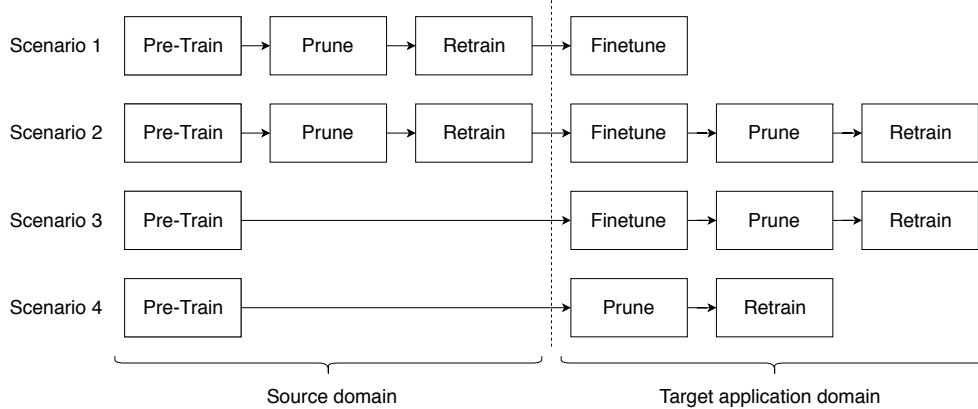 Scenario 1 Pre-Train Prune Retrain Finetune
Scenario 2 Pre-Train Prune Retrain Finetune Prune Retrain
Scenario 3 Pre-Train Finetune Prune Retrain
Scenario 4 Pre-Train Prune Retrain
Source domain Target application domain